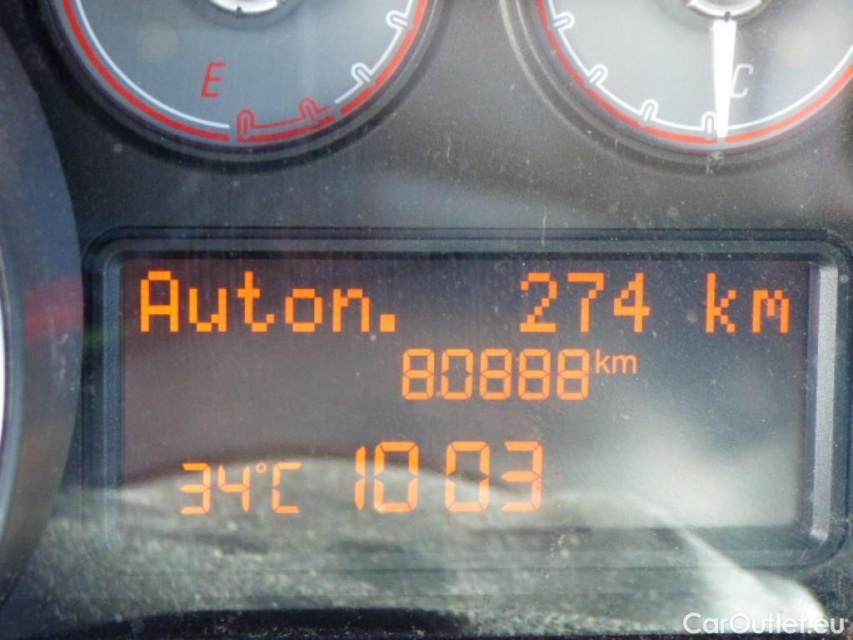 E
C
Auton. 274 km
80888 km
34°C 10 03
CarOutlet.eu